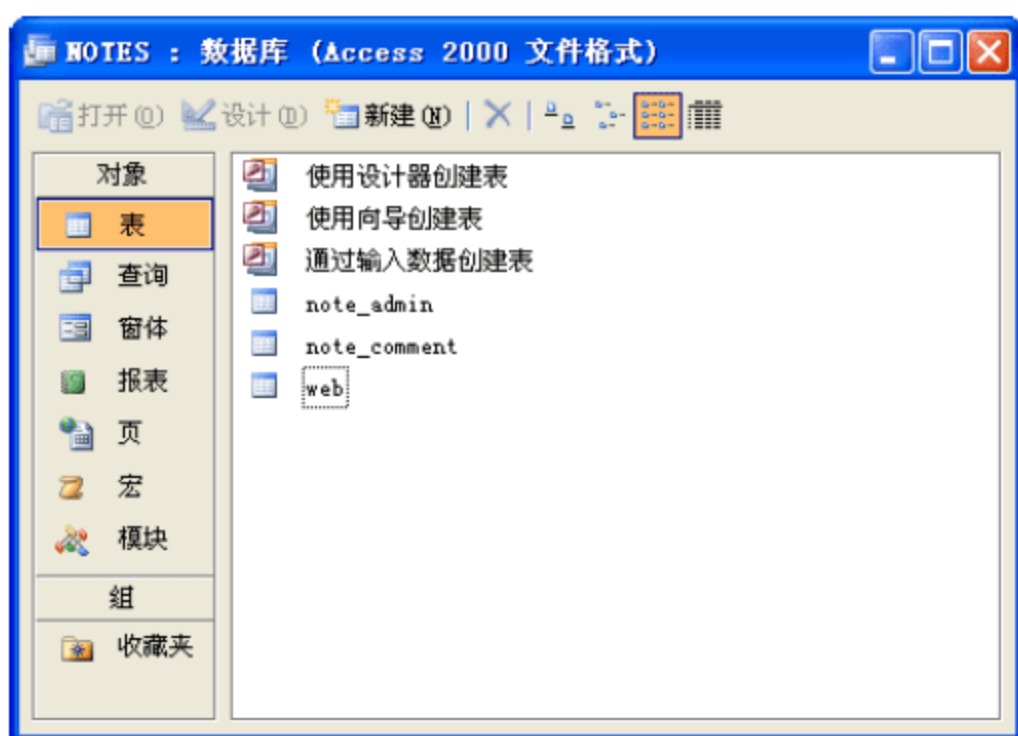 NOTES : 数据库 (Access 2000 文件格式)
打开(O) 设计(D) 新建(N)
对象
表
查询
窗体
报表
页
宏
模块
组
收藏夹
使用设计器创建表
使用向导创建表
通过输入数据创建表
note_admin
note_comment
web